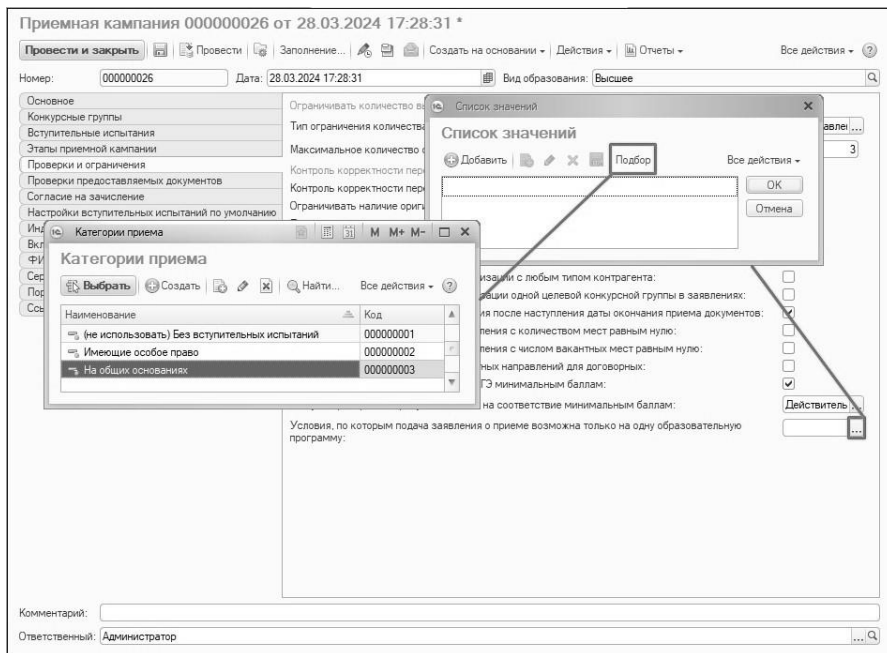 Приемная кампания 000000026 от 28.03.2024 17:28:31 *
Провести и закрыть Провести Заполнение... Создать на основании Действия Отчеты Все действия
Номер: 000000026 Дата: 28.03.2024 17:28:31 Вид образования: Высшее
Основное
Конкурсные группы
Вступительные испытания
Этапы приемной кампании
Проверки и ограничения
Проверки предоставляемых документов
Согласие на зачисление
Настройки вступительных испытаний по умолчанию
Инд
Вкл
ФИ
Сер
Пор
Ссы
Ограничивать количество
Тип ограничения количества
Максимальное количество 3
Контроль корректности пер
Контроль корректности пер
Ограничивать наличие ориги
Список значений
Список значений
Добавить Подбор Все действия
OK
Отмена
Категории приема M M+ M-
Категории приема
Выбрать Создать Найти... Все действия
Наименование Код
(не использовать) Без вступительных испытаний 000000001
Имеющие особое право 000000002
На общих основаниях 000000003
изации с любым типом контрагента:
рации одной целевой конкурсной группы в заявлениях:
ия после наступления даты окончания приема документов:
ления с количеством мест равным нулю:
ления с числом вакантных мест равным нулю:
ных направлений для договорных:
ГЭ минимальным баллам:
на соответствие минимальным баллам: Действитель ...
Условия, по которым подача заявления о приеме возможна только на одну образовательную
программу: ...
Комментарий:
Ответственный: Администратор ...